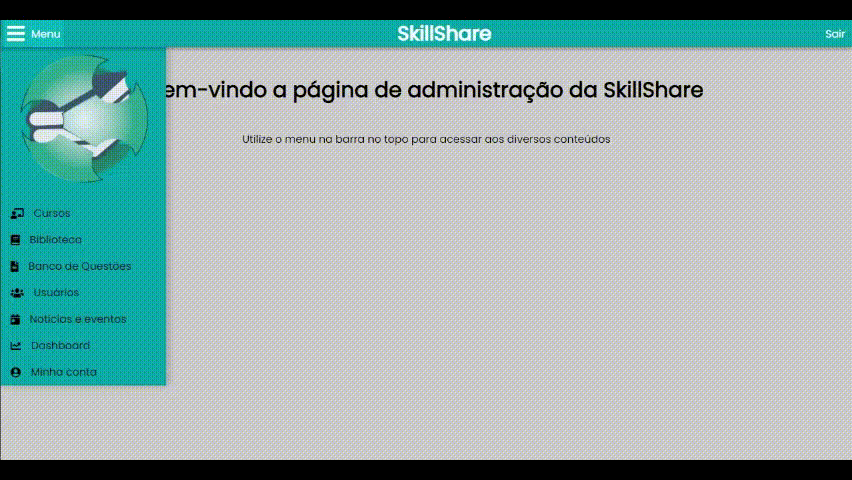 Menu
SkillShare
Sair
em-vindo a página de administração da SkillShare
Utilize o menu na barra no topo para acessar aos diversos conteúdos
Cursos
Biblioteca
Banco de Questões
Usuários
Notícias e eventos
Dashboard
Minha conta